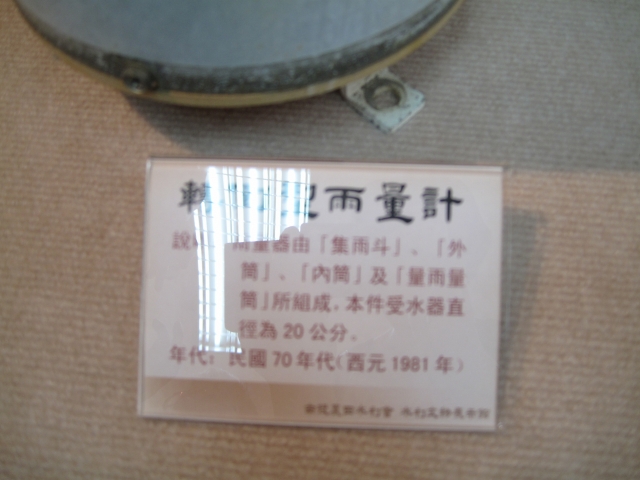 雨量計
雨量器由「集雨斗」、「外
筒」、「內筒」及「量雨量
筒」所組成,本件受水器直
徑為 20 公分。
年代: 民國 70 年代(西元 1981 年)